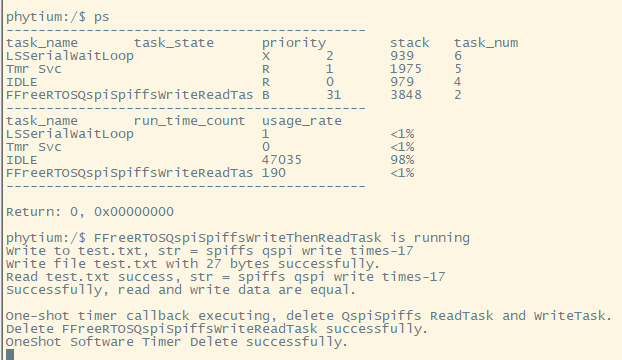 phytium:/$ ps
----------------------------------------------
task_name       task_state      priority        stack   task_num
LSSerialWaitLoop                X       2       939     6
Tmr Svc                         R       1       1975    5
IDLE                            R       0       979     4
FFreeRTOSQspiSpiffsWriteReadTas B       31      3848    2
----------------------------------------------
task_name       run_time_count  usage_rate
LSSerialWaitLoop                1               <1%
Tmr Svc                         0               <1%
IDLE                            47035           98%
FFreeRTOSQspiSpiffsWriteReadTas 190             <1%
----------------------------------------------
Return: 0, 0x00000000
phytium:/$ FFreeRTOSQspiSpiffsWriteThenReadTask is running
Write to test.txt, str = spiffs qspi write times-17
Write file test.txt with 27 bytes successfully.
Read test.txt success, str = spiffs qspi write times-17
Successfully, read and write data are equal.
One-shot timer callback executing, delete QspiSpiffs ReadTask and WriteTask.
Delete FFreeRTOSQspiSpiffsWriteReadTask successfully.
OneShot Software Timer Delete successfully.